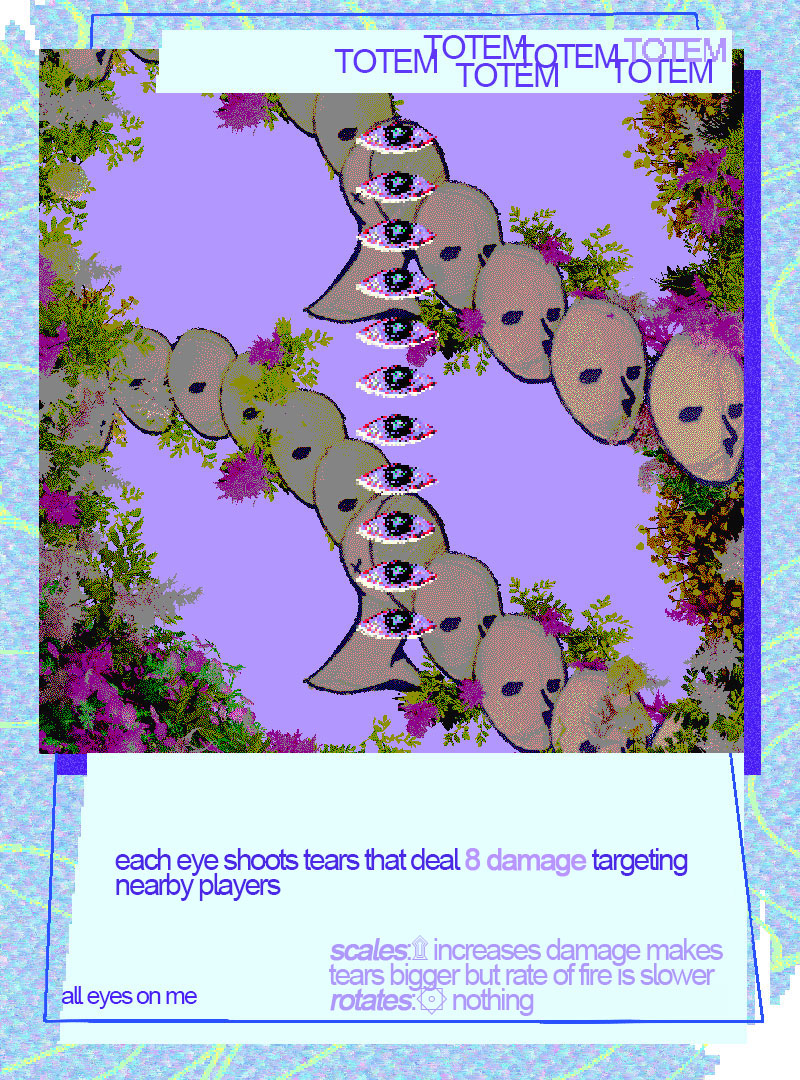 TOTEM TOTEM TOTEM TOTEM TOTEM TOTEM
each eye shoots tears that deal 8 damage targeting
nearby players
scales:⇮ increases damage makes
tears bigger but rate of fire is slower
rotates:۞ nothing
all eyes on me